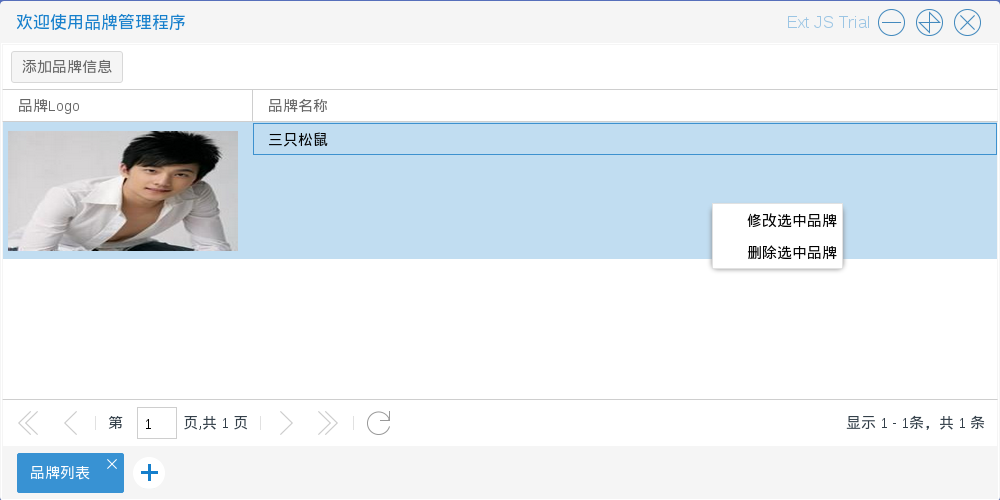 欢迎使用品牌管理程序
Ext JS Trial
添加品牌信息
品牌Logo
品牌名称
三只松鼠
修改选中品牌
删除选中品牌
第 1 页,共 1 页
显示 1 - 1条，共 1 条
品牌列表